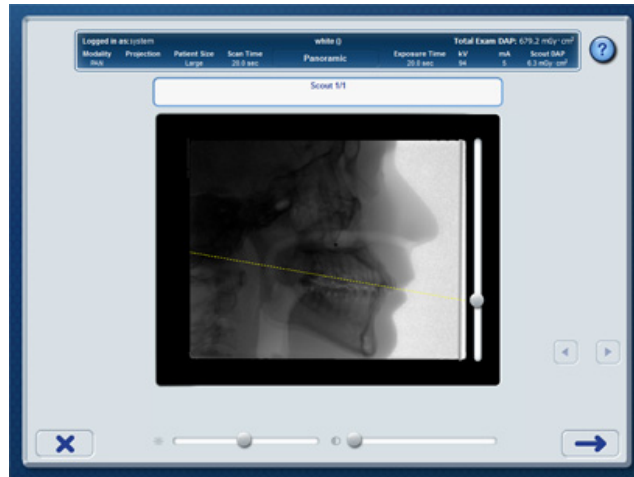 Logged in as: system
white ()
Total Exam DAP: 679.2 mGy·cm²
Modality Projection Patient Size Scan Time Panoramic Exposure Time kV mA Scout DAP
PAN Large 20.0 sec 20.0 sec 94 5 6.3 mGy·cm²
?
Scout 1/1